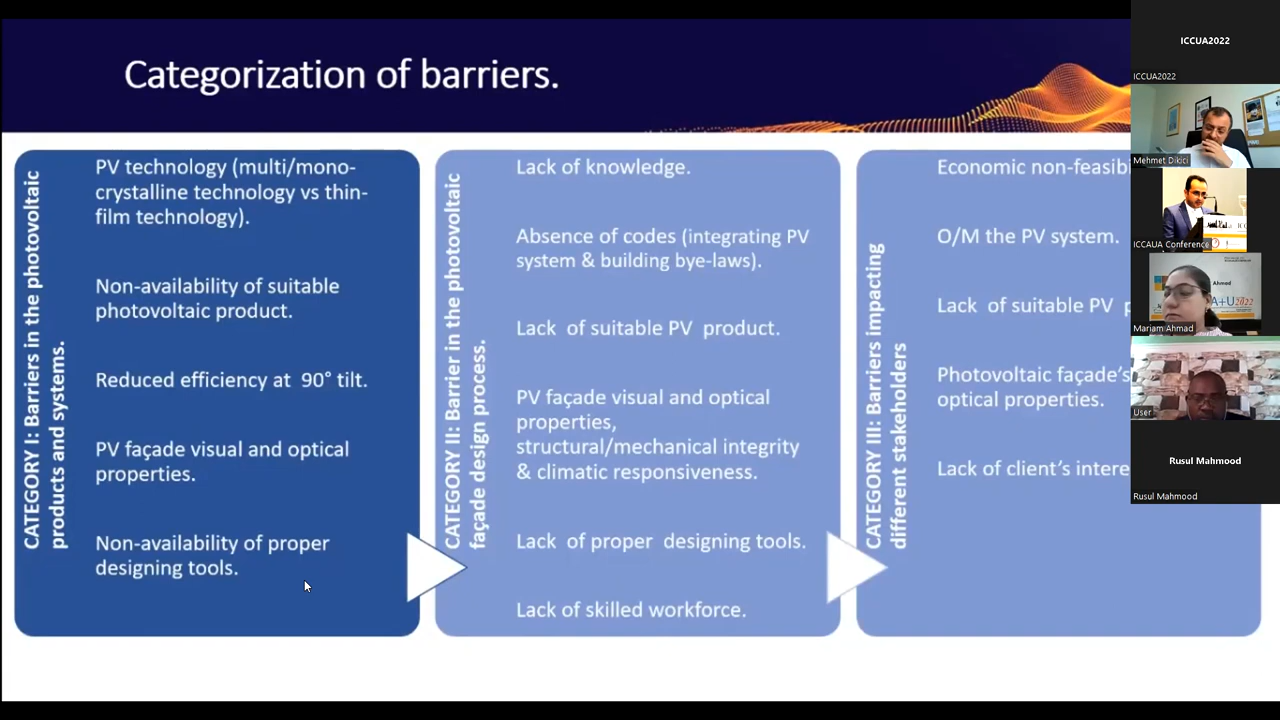 Categorization of barriers.
CATEGORY I: Barriers in the photovoltaic
products and systems.
PV technology (multi/mono-
crystalline technology vs thin-
film technology).
Non-availability of suitable
photovoltaic product.
Reduced efficiency at 90° tilt.
PV façade visual and optical
properties.
Non-availability of proper
designing tools.
CATEGORY II: Barrier in the photovoltaic
façade design process.
Lack of knowledge.
Absence of codes (integrating PV
system & building bye-laws).
Lack of suitable PV product.
PV façade visual and optical
properties,
structural/mechanical integrity
& climatic responsiveness.
Lack of proper designing tools.
Lack of skilled workforce.
CATEGORY III: Barriers impacting
different stakeholders
Economic non-feasibi
O/M the PV system.
Lack of suitable PV p
Photovoltaic façade's
optical properties.
Lack of client's intere
ICCUA2022
ICCUA2022
Mehmet Dikici
ICCAUA Conference
Ahmad
A+U2022
Mariam Ahmad
User
Rusul Mahmood
Rusul Mahmood